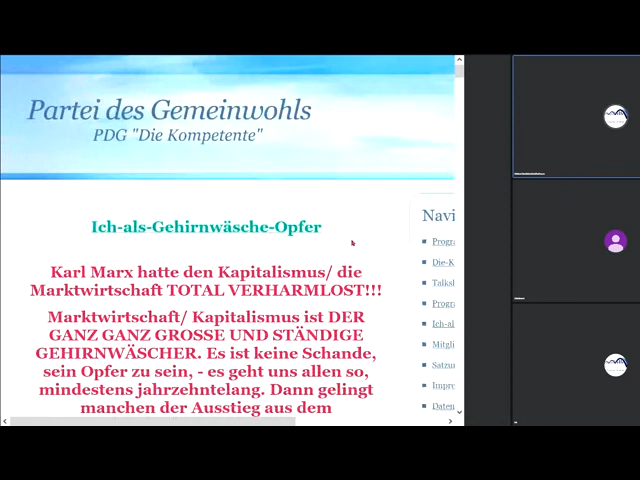 Partei des Gemeinwohls
PDG "Die Kompetente"
Ich-als-Gehirnwäsche-Opfer
Karl Marx hatte den Kapitalismus/ die
Marktwirtschaft TOTAL VERHARMLOST!!!
Marktwirtschaft/ Kapitalismus ist DER
GANZ GANZ GROSSE UND STÄNDIGE
GEHIRNWÄSCHER. Es ist keine Schande,
sein Opfer zu sein, - es geht uns allen so,
mindestens jahrzehntelang. Dann gelingt
manchen der Ausstieg aus dem
Navi
Progra
Die-K
Talksh
Progra
Ich-al
Mitgli
Satzu
Impre
Daten